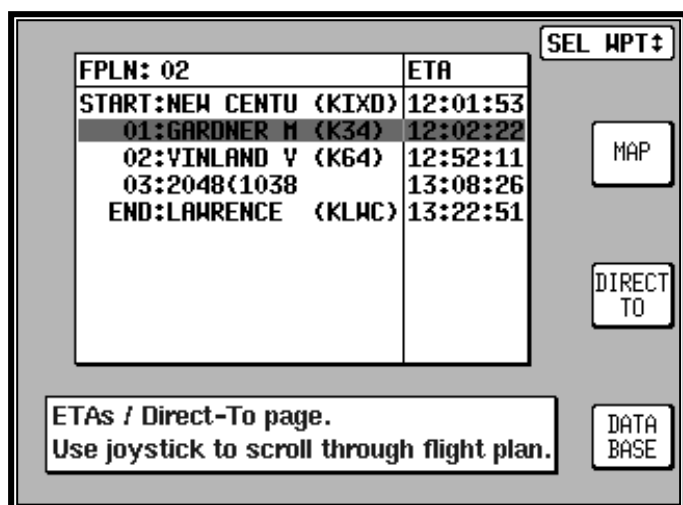 SEL WPT↕
FPLN: 02 ETA
START:NEW CENTU (KIXD) 12:01:53
01:GARDNER M (K34) 12:02:22
02:VINLAND V (K64) 12:52:11
03:2048(1038 13:08:26
END:LAWRENCE (KLWC) 13:22:51
MAP
DIRECT
TO
ETAs / Direct-To page.
Use joystick to scroll through flight plan.
DATA
BASE